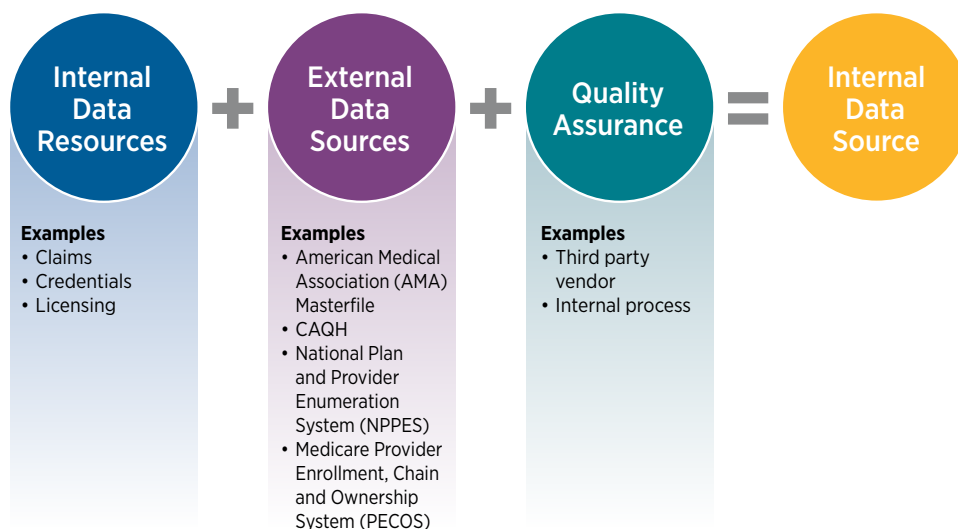 Internal
Data
Resources
+
External
Data
Sources
+
Quality
Assurance
=
Internal
Data
Source
Examples
• Claims
• Credentials
• Licensing
Examples
• American Medical
Association (AMA)
Masterfile
• CAQH
• National Plan
and Provider
Enumeration
System (NPPES)
• Medicare Provider
Enrollment, Chain
and Ownership
System (PECOS)
Examples
• Third party
vendor
• Internal process